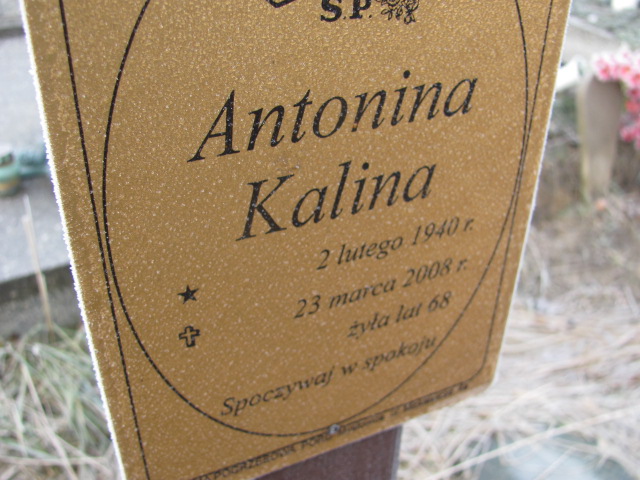 S.P.
Antonina
Kalina
2 lutego 1940 r.
23 marca 2008 r.
żyła lat 68
Spoczywaj w spokoju